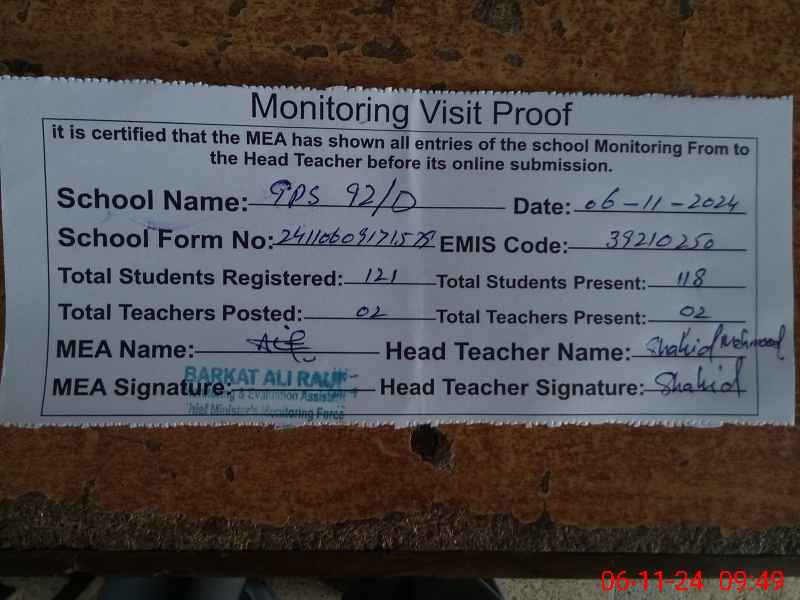 Monitoring Visit Proof
it is certified that the MEA has shown all entries of the school Monitoring From to
the Head Teacher before its online submission.
School Name: GPS 92/D Date: 06-11-2024
School Form No: EMIS Code: 39210250
Total Students Registered: 121 Total Students Present: 118
Total Teachers Posted: 02 Total Teachers Present: 02
MEA Name: Head Teacher Name: Shahid Mehmood
MEA Signature: Head Teacher Signature: Shahid
BARKAT ALI RAUF
Monitoring & Evaluation Assistant
Chief Minister's Monitoring Force
06-11-24 09:49